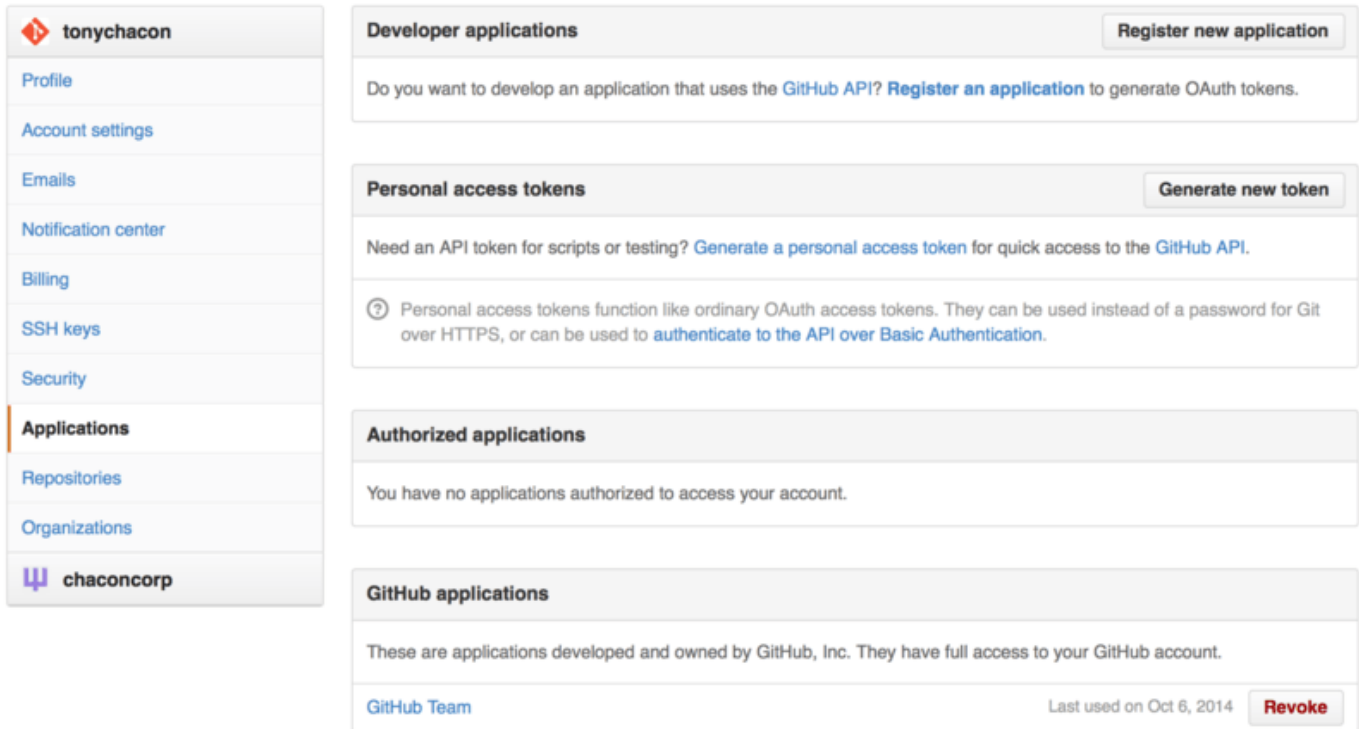 tonychacon
Profile
Account settings
Emails
Notification center
Billing
SSH keys
Security
Applications
Repositories
Organizations
chaconcorp
Developer applications
Register new application
Do you want to develop an application that uses the GitHub API? Register an application to generate OAuth tokens.
Personal access tokens
Generate new token
Need an API token for scripts or testing? Generate a personal access token for quick access to the GitHub API.
Personal access tokens function like ordinary OAuth access tokens. They can be used instead of a password for Git
over HTTPS, or can be used to authenticate to the API over Basic Authentication.
Authorized applications
You have no applications authorized to access your account.
GitHub applications
These are applications developed and owned by GitHub, Inc. They have full access to your GitHub account.
GitHub Team
Last used on Oct 6, 2014
Revoke